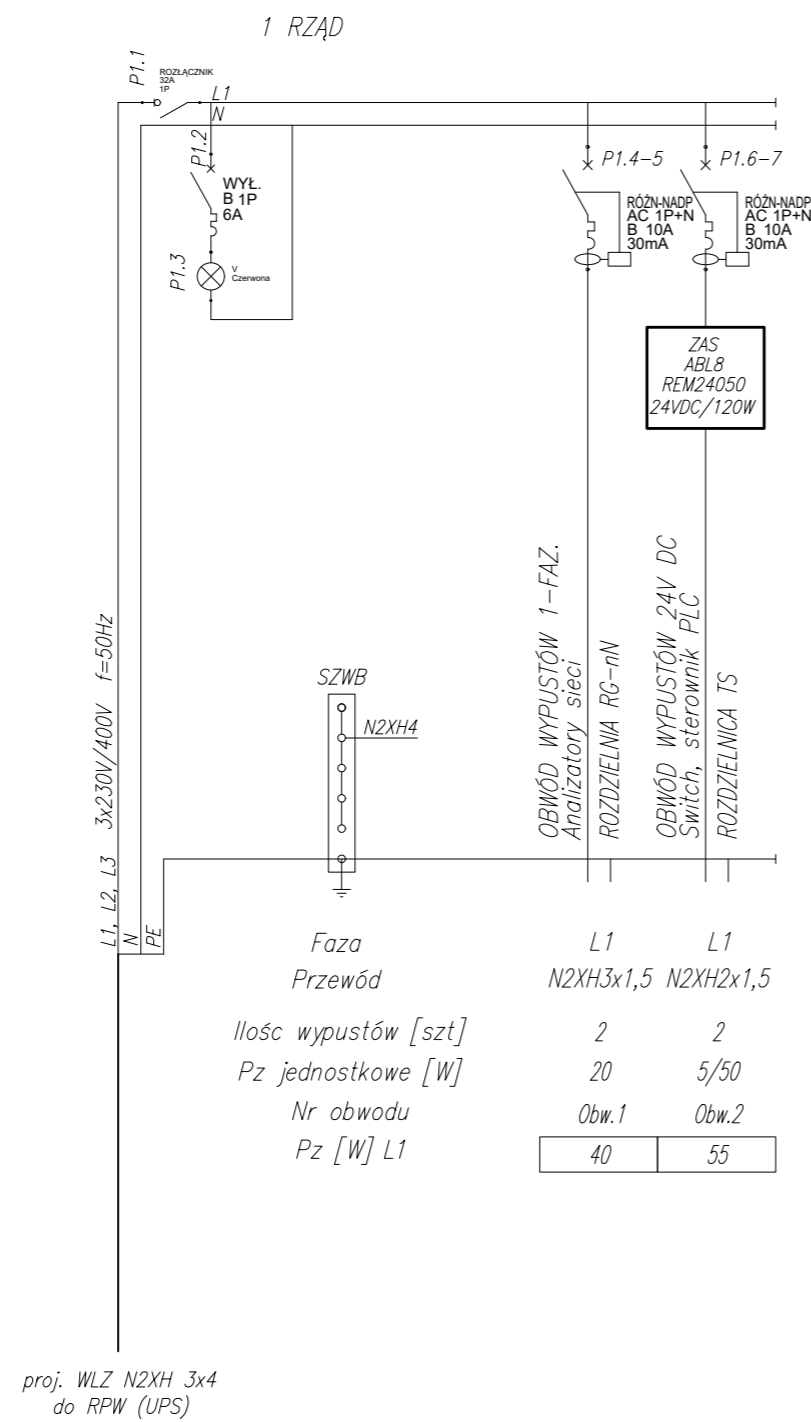 1 RZĄD
P1.1
ROZŁĄCZNIK
32A
1P
L1
N
P1.2
WYŁ.
B 1P
6A
P1.3
V
Czerwona
P1.4-5
RÓŻN-NADP
AC 1P+N
B 10A
30mA
P1.6-7
RÓŻN-NADP
AC 1P+N
B 10A
30mA
ZAS
ABL8
REM24050
24VDC/120W
L1, L2, L3 3x230V/400V f=50Hz
N
PE
SZWB
N2XH4
OBWÓD WYPUSTÓW 1-FAZ.
Analizatory sieci
ROZDZIELNIA RG-nN
OBWÓD WYPUSTÓW 24V DC
Switch, sterownik PLC
ROZDZIELNICA TS
Faza L1 L1
Przewód N2XH3x1,5 N2XH2x1,5
Ilośc wypustów [szt] 2 2
Pz jednostkowe [W] 20 5/50
Nr obwodu Obw.1 Obw.2
Pz [W] L1 40 55
proj. WLZ N2XH 3x4
do RPW (UPS)